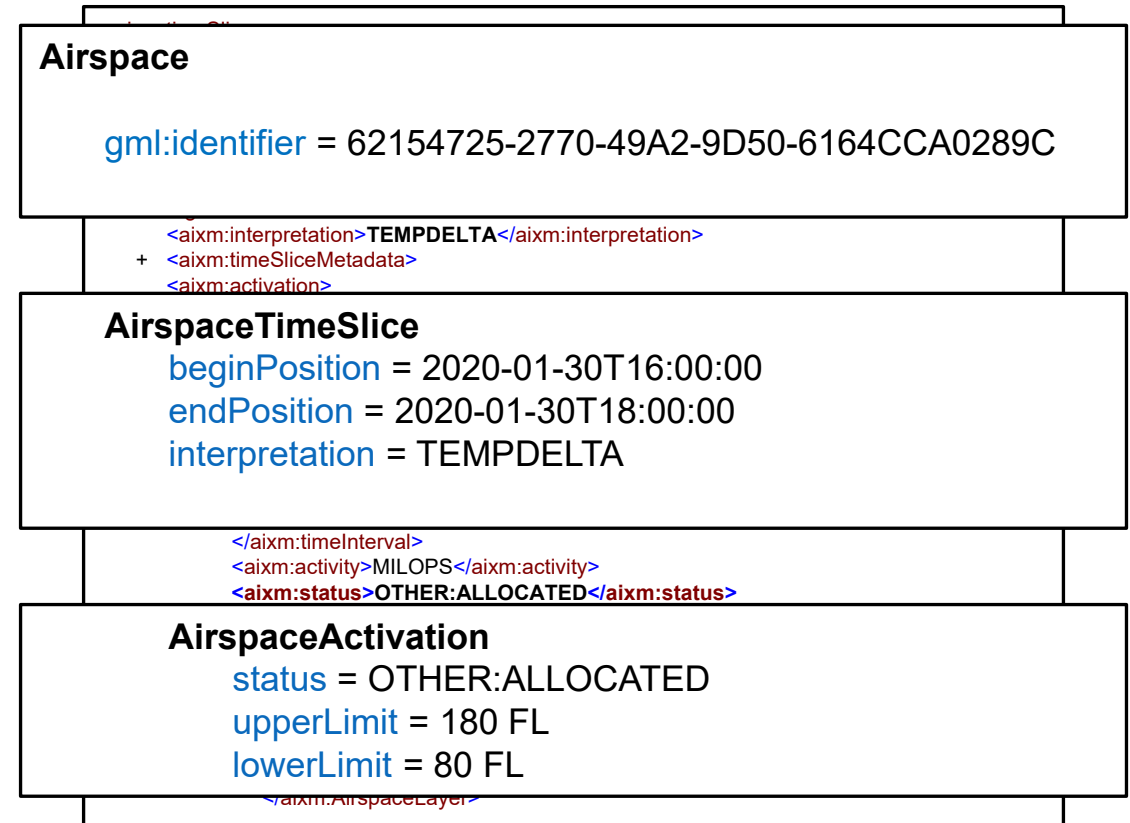 Airspace
gml:identifier = 62154725-2770-49A2-9D50-6164CCA0289C
<aixm:interpretation>TEMPDELTA</aixm:interpretation>
+ <aixm:timeSliceMetadata>
<aixm:activation>
AirspaceTimeSlice
beginPosition = 2020-01-30T16:00:00
endPosition = 2020-01-30T18:00:00
interpretation = TEMPDELTA
</aixm:timeInterval>
<aixm:activity>MILOPS</aixm:activity>
<aixm:status>OTHER:ALLOCATED</aixm:status>
AirspaceActivation
status = OTHER:ALLOCATED
upperLimit = 180 FL
lowerLimit = 80 FL
</aixm:AirspaceLayer>